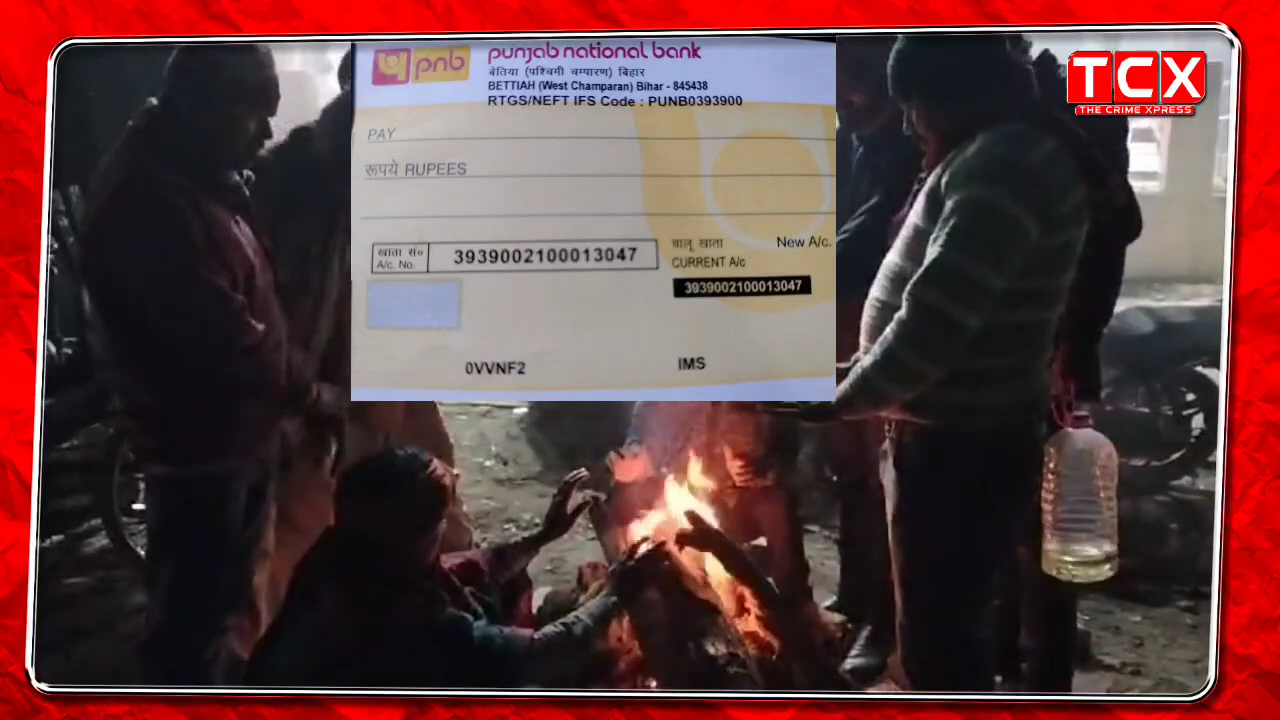 TCX
THE CRIME XPRESS
प pnb
punjab national bank
बेतिया (पश्चिमी चम्पारण) बिहार
BETTIAH (West Champaran) Bihar - 845438
RTGS/NEFT IFS Code : PUNB0393900
PAY
रूपये RUPEES
खाता सं०
A/c. No.
3939002100013047
चालू खाता
New A/c.
CURRENT A/c
3939002100013047
0VVNF2
IMS